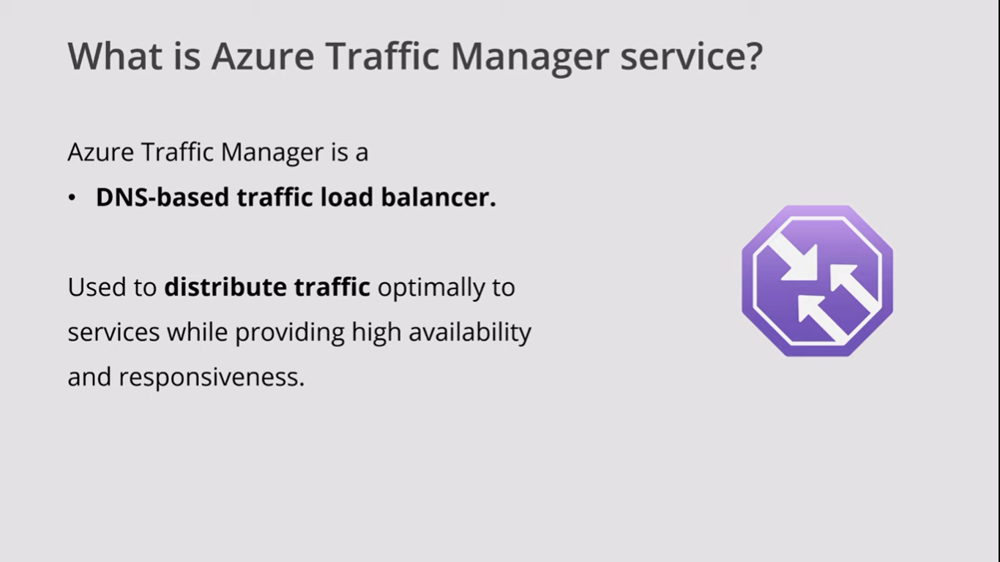 What is Azure Traffic Manager service?
Azure Traffic Manager is a
• DNS-based traffic load balancer.
Used to distribute traffic optimally to
services while providing high availability
and responsiveness.